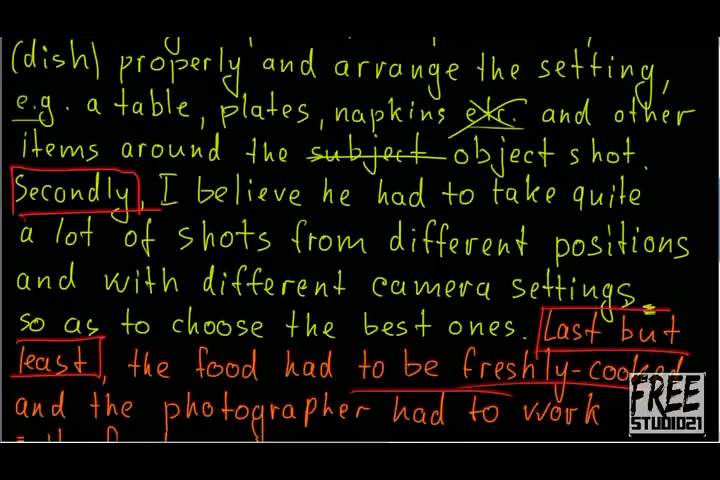 (dish) properly and arrange the setting,
e.g. a table, plates, napkins etc. and other
items around the subject object shot.
Secondly, I believe he had to take quite
a lot of shots from different positions
and with different camera settings
so as to choose the best ones. Last but
least, the food had to be freshly-cooked
and the photographer had to work
FREE
STUDIO21